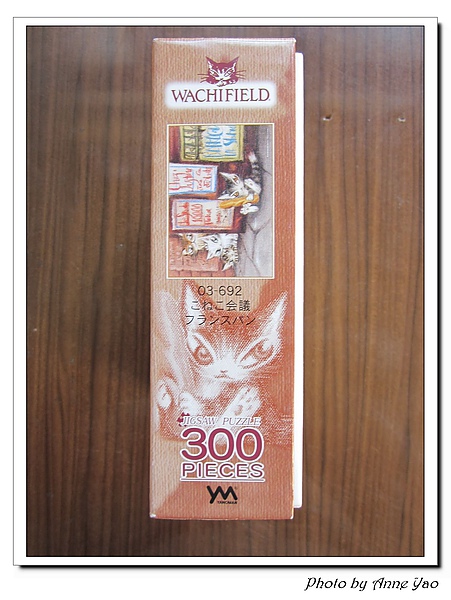 WACHIFIELD
03-692
こねこ会議
フランスパン
JIGSAW PUZZLE
300
PIECES
YM
YANOMAN
Photo by Anne Yao